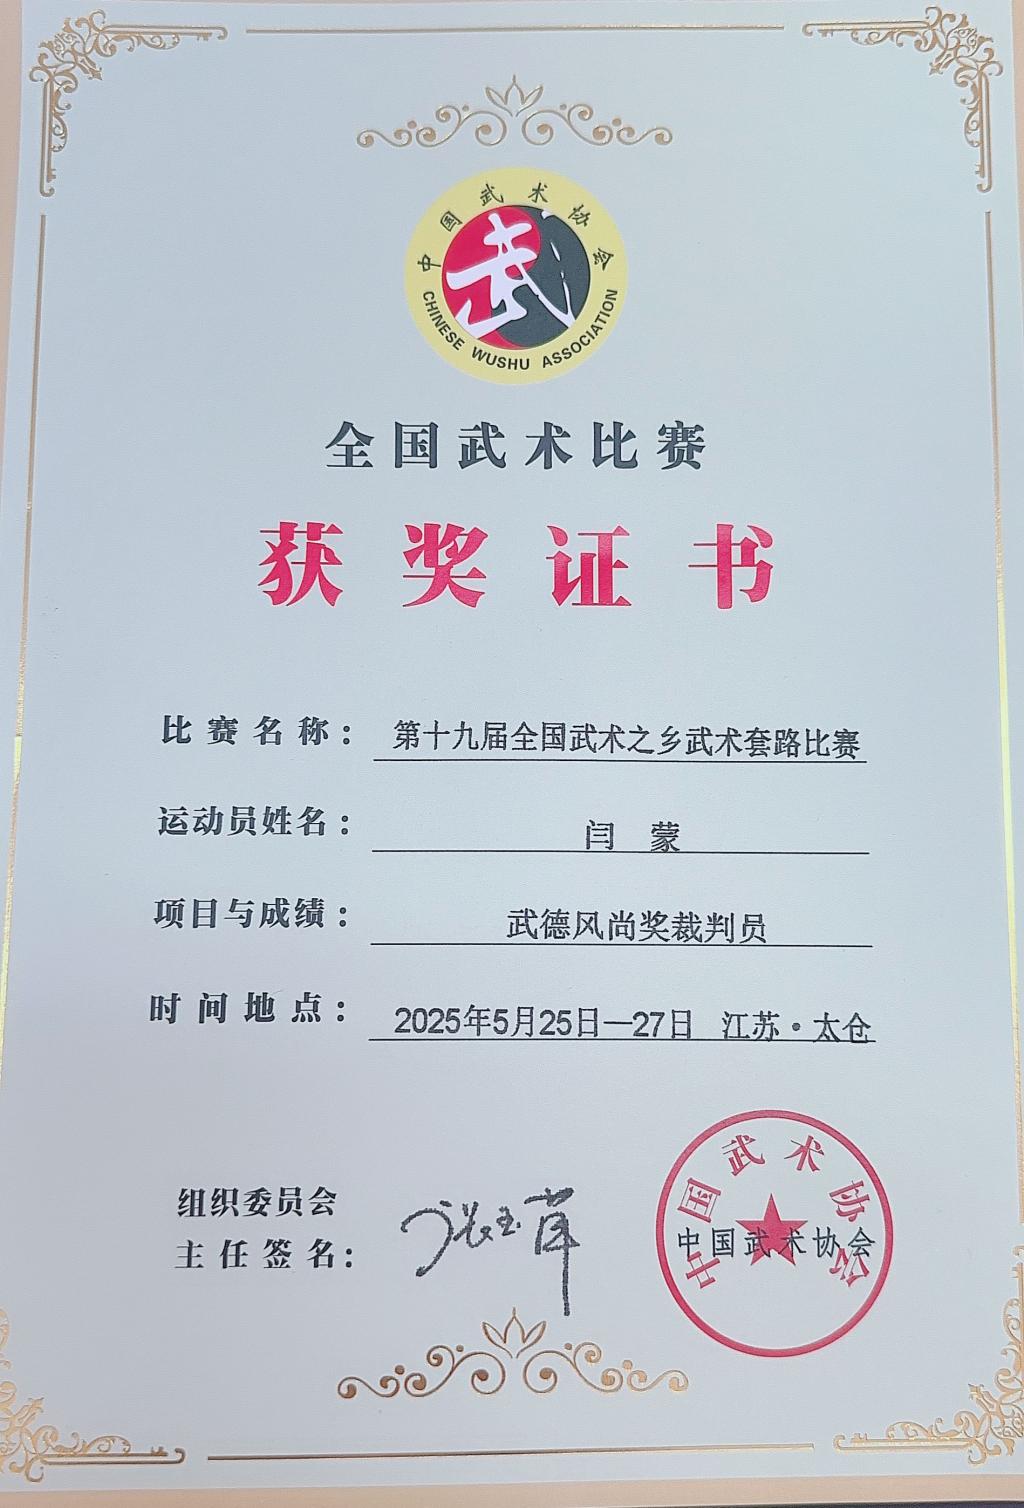 中国武术协会
武
CHINESE WUSHU ASSOCIATION
全国武术比赛
获奖证书
比赛名称：第十九届全国武术之乡武术套路比赛
运动员姓名：闫 蒙
项目与成绩：武德风尚奖裁判员
时间地点：2025年5月25日—27日 江苏·太仓
组织委员会
主任签名：
中国武术协会
中国武术协会